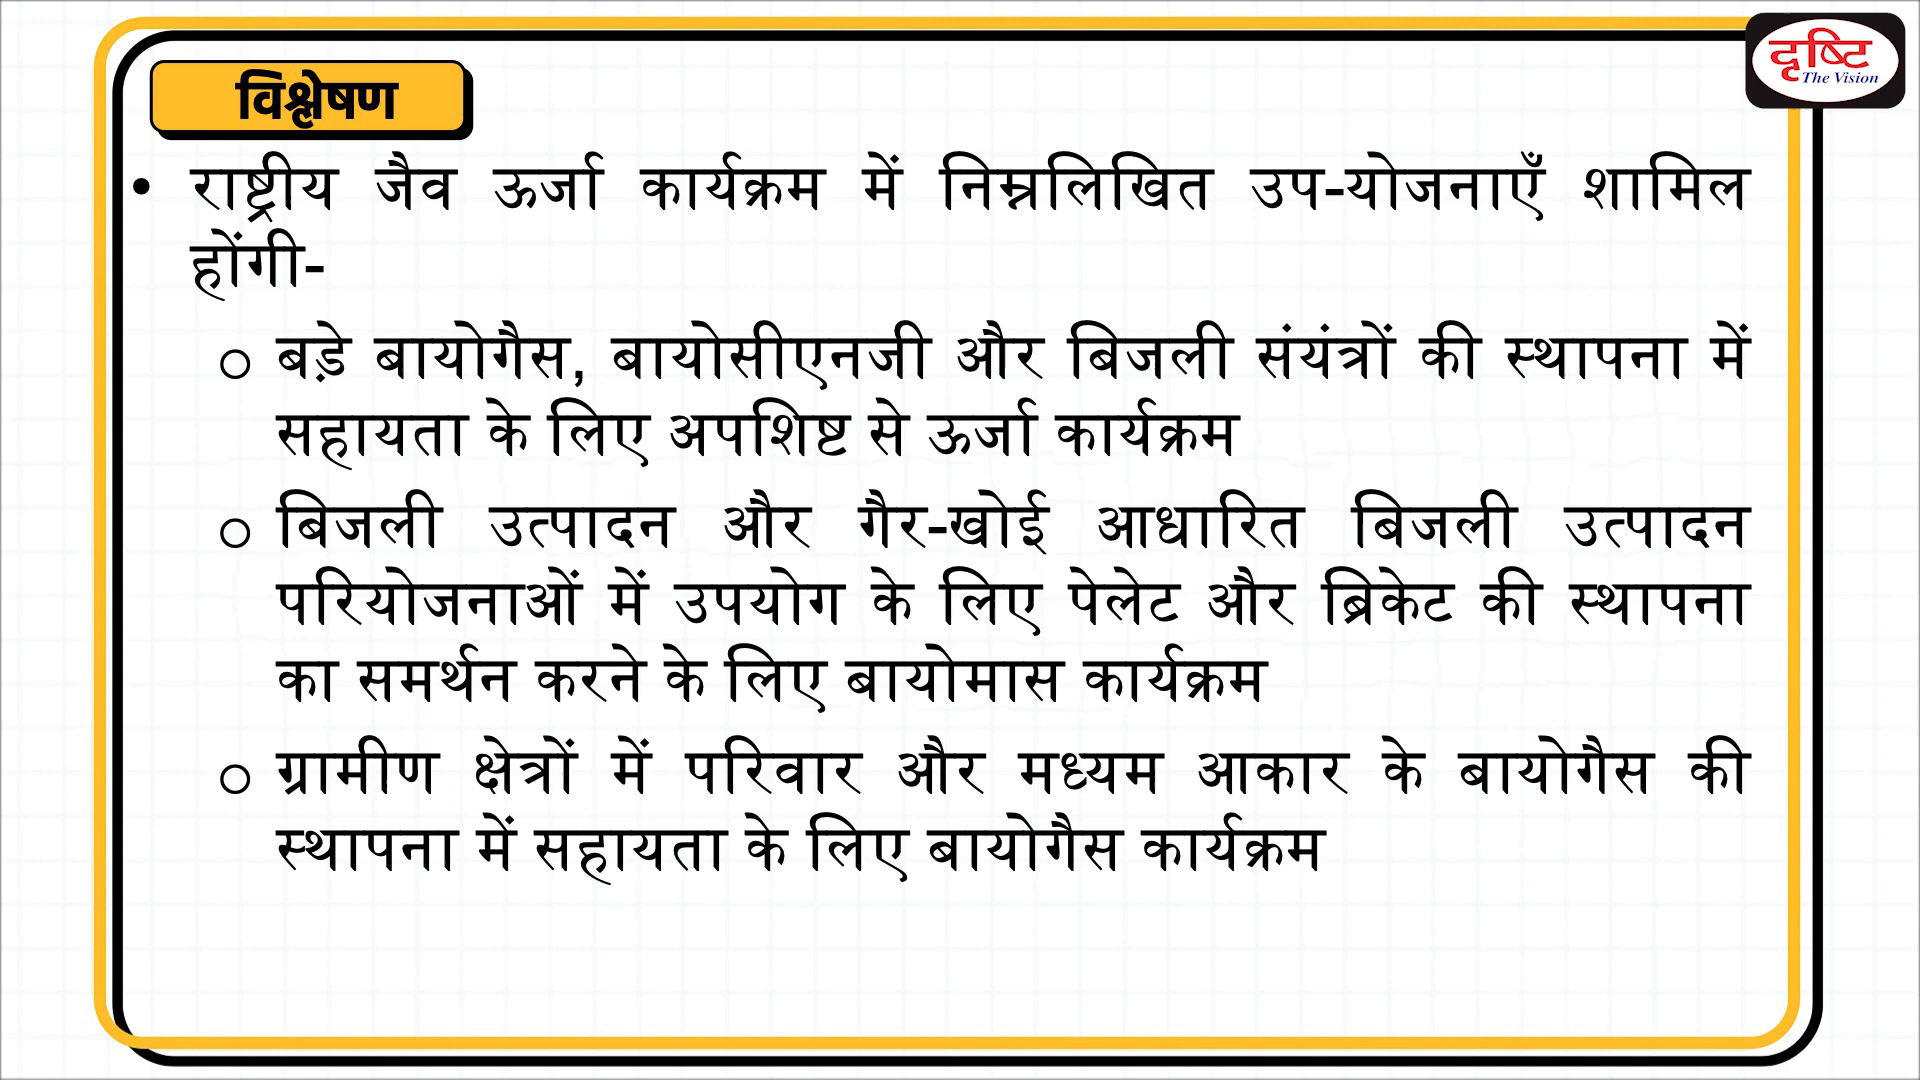 दृष्टि
The Vision
विश्लेषण
• राष्ट्रीय जैव ऊर्जा कार्यक्रम में निम्नलिखित उप-योजनाएँ शामिल
होंगी-
o बड़े बायोगैस, बायोसीएनजी और बिजली संयंत्रों की स्थापना में
सहायता के लिए अपशिष्ट से ऊर्जा कार्यक्रम
o बिजली उत्पादन और गैर-खोई आधारित बिजली उत्पादन
परियोजनाओं में उपयोग के लिए पेलेट और ब्रिकेट की स्थापना
का समर्थन करने के लिए बायोमास कार्यक्रम
o ग्रामीण क्षेत्रों में परिवार और मध्यम आकार के बायोगैस की
स्थापना में सहायता के लिए बायोगैस कार्यक्रम